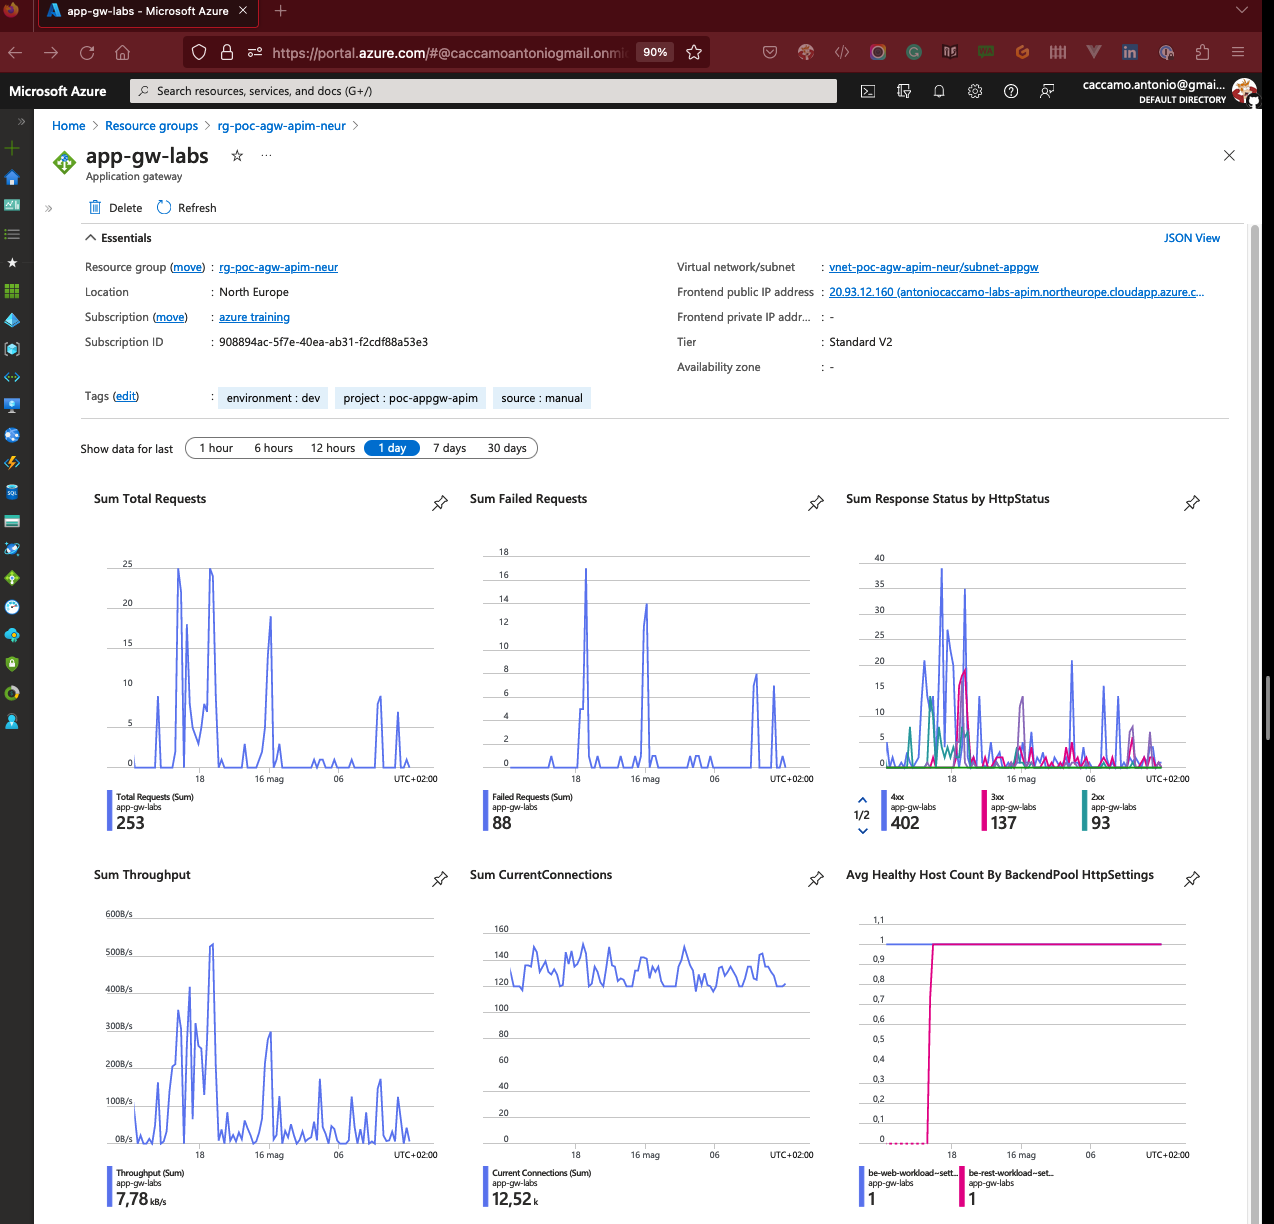 app-gw-labs - Microsoft Azure
https://portal.azure.com/#@caccamoantoniogmail.onmi
90%
Microsoft Azure
Search resources, services, and docs (G+/)
caccamo.antonio@gmai...
DEFAULT DIRECTORY
Home > Resource groups > rg-poc-agw-apim-neur >
app-gw-labs
Application gateway
Delete Refresh
Essentials
JSON View
Resource group (move) : rg-poc-agw-apim-neur
Location : North Europe
Subscription (move) : azure training
Subscription ID : 908894ac-5f7e-40ea-ab31-f2cdf88a53e3
Virtual network/subnet : vnet-poc-agw-apim-neur/subnet-appgw
Frontend public IP address : 20.93.12.160 (antoniocaccamo-labs-apim.northeurope.cloudapp.azure.c...
Frontend private IP addr... : -
Tier : Standard V2
Availability zone : -
Tags (edit) : environment : dev project : poc-appgw-apim source : manual
Show data for last 1 hour 6 hours 12 hours 1 day 7 days 30 days
Sum Total Requests
25
20
15
10
5
0
18 16 mag 06 UTC+02:00
Total Requests (Sum)
app-gw-labs
253
Sum Failed Requests
18
16
14
12
10
8
6
4
2
0
18 16 mag 06 UTC+02:00
Failed Requests (Sum)
app-gw-labs
88
Sum Response Status by HttpStatus
40
35
30
25
20
15
10
5
0
18 16 mag 06 UTC+02:00
1/2
4xx
app-gw-labs
402
3xx
app-gw-labs
137
2xx
app-gw-labs
93
Sum Throughput
600B/s
500B/s
400B/s
300B/s
200B/s
100B/s
0B/s
18 16 mag 06 UTC+02:00
Throughput (Sum)
app-gw-labs
7,78 kB/s
Sum CurrentConnections
160
140
120
100
80
60
40
20
0
18 16 mag 06 UTC+02:00
Current Connections (Sum)
app-gw-labs
12,52 k
Avg Healthy Host Count By BackendPool HttpSettings
1,1
1
0,9
0,8
0,7
0,6
0,5
0,4
0,3
0,2
0,1
0
18 16 mag 06 UTC+02:00
be-web-workload~sett...
app-gw-labs
1
be-rest-workload~set...
app-gw-labs
1